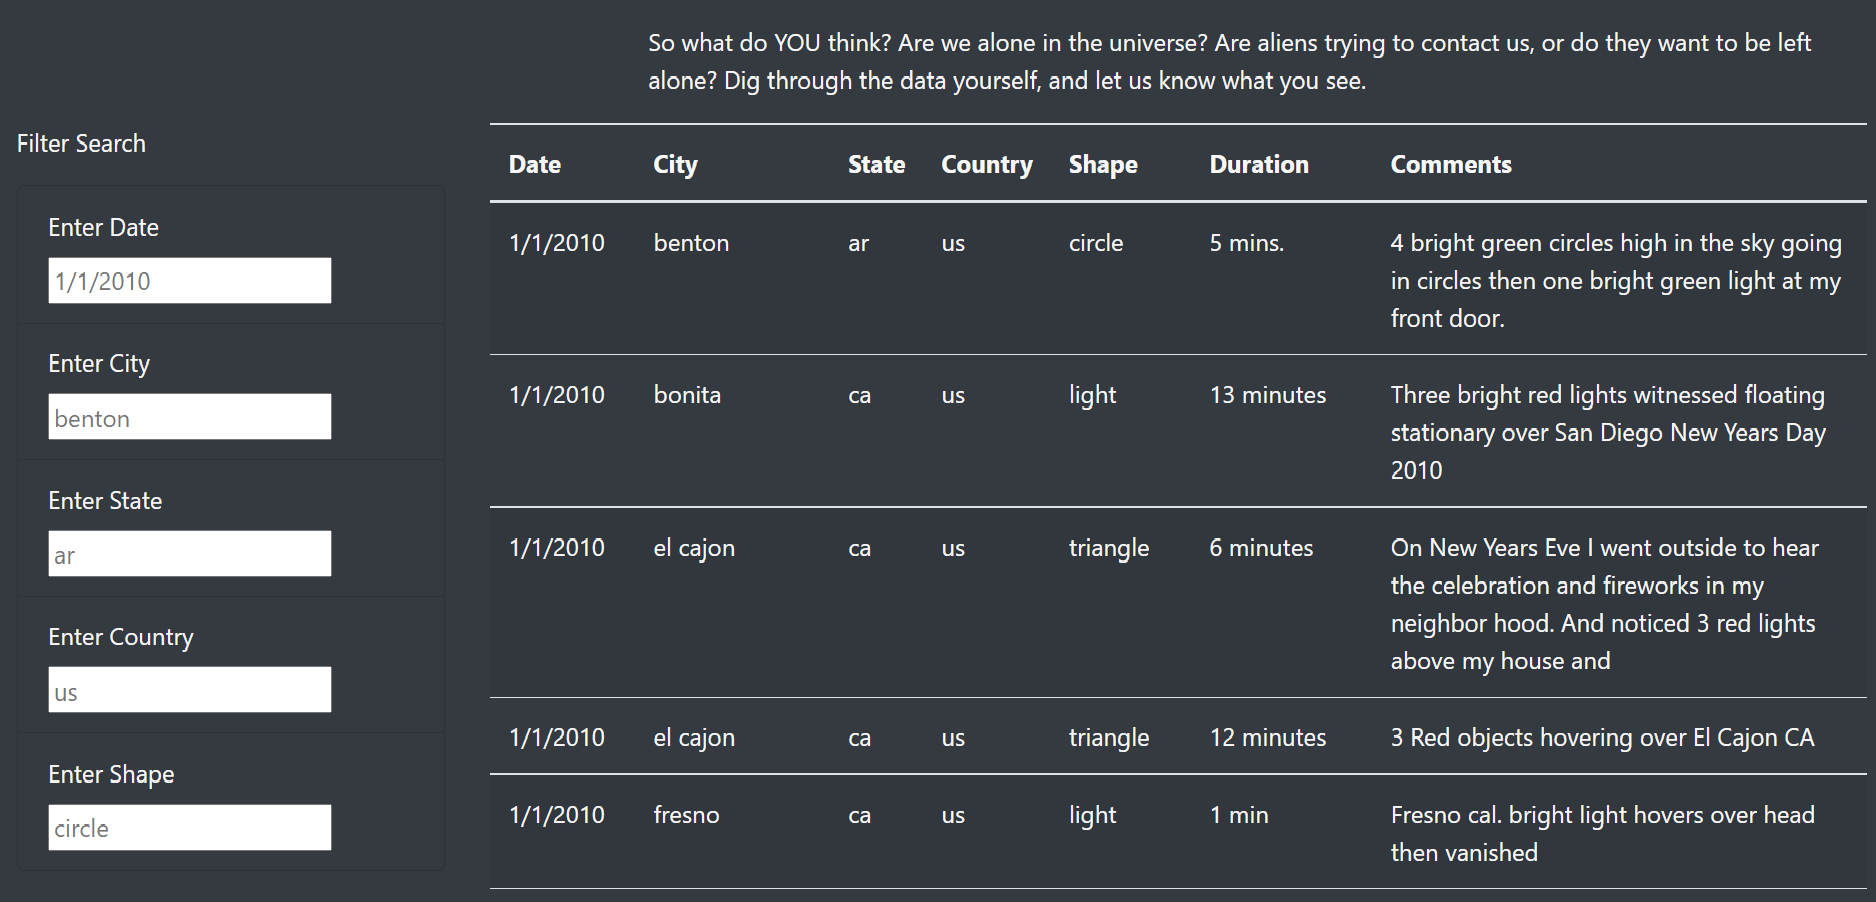 So what do YOU think? Are we alone in the universe? Are aliens trying to contact us, or do they want to be left
alone? Dig through the data yourself, and let us know what you see.
Filter Search
Enter Date
1/1/2010
Enter City
benton
Enter State
ar
Enter Country
us
Enter Shape
circle
Date City State Country Shape Duration Comments
1/1/2010 benton ar us circle 5 mins. 4 bright green circles high in the sky going
in circles then one bright green light at my
front door.
1/1/2010 bonita ca us light 13 minutes Three bright red lights witnessed floating
stationary over San Diego New Years Day
2010
1/1/2010 el cajon ca us triangle 6 minutes On New Years Eve I went outside to hear
the celebration and fireworks in my
neighbor hood. And noticed 3 red lights
above my house and
1/1/2010 el cajon ca us triangle 12 minutes 3 Red objects hovering over El Cajon CA
1/1/2010 fresno ca us light 1 min Fresno cal. bright light hovers over head
then vanished